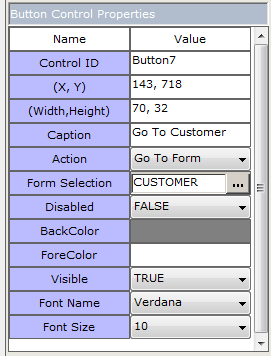 Button Control Properties
Name Value
Control ID Button7
(X, Y) 143, 718
(Width,Height) 70, 32
Caption Go To Customer
Action Go To Form
Form Selection CUSTOMER ...
Disabled FALSE
BackColor
ForeColor
Visible TRUE
Font Name Verdana
Font Size 10